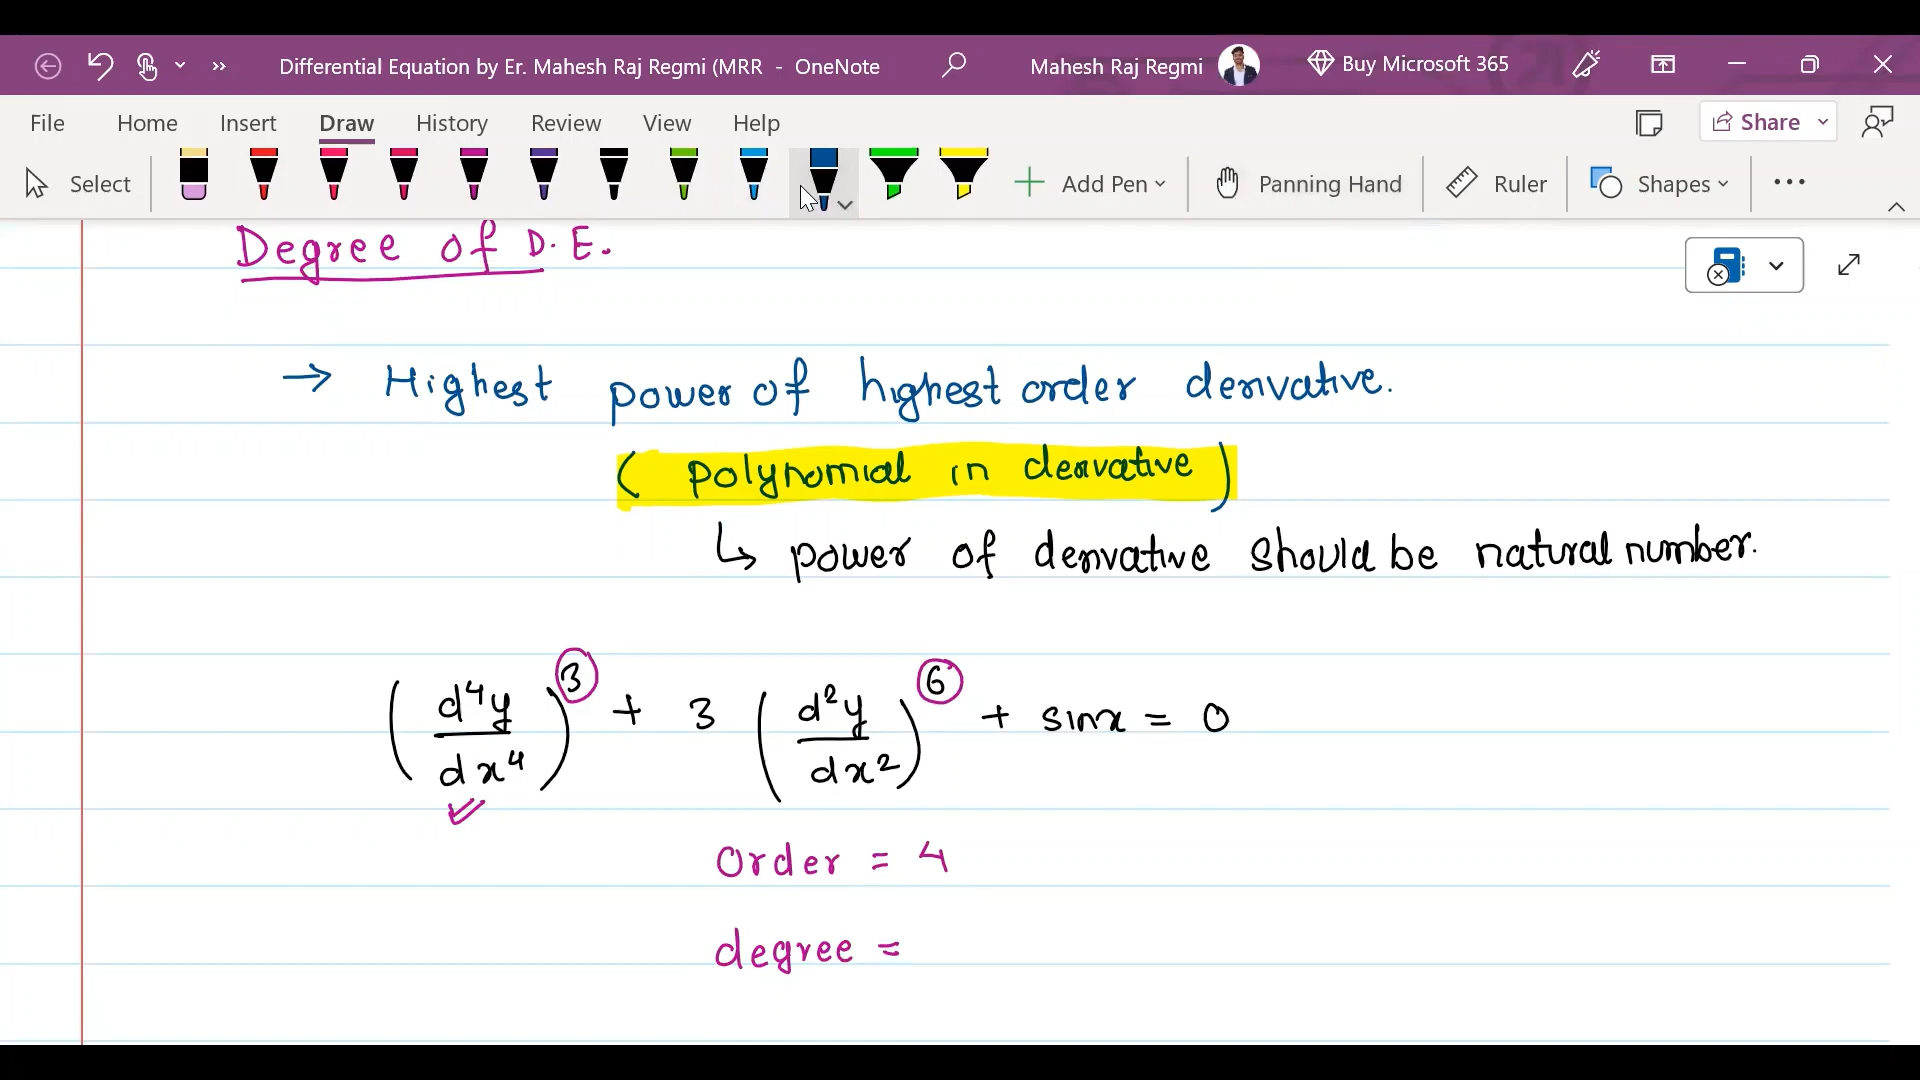 Differential Equation by Er. Mahesh Raj Regmi (MRR - OneNote
Mahesh Raj Regmi
Buy Microsoft 365
File Home Insert Draw History Review View Help
Share
Select
Add Pen
Panning Hand
Ruler
Shapes
Degree of D.E.
→ Highest power of highest order derivative.
( polynomial in derivative )
↳ power of derivative should be natural number.
(d⁴y/dx⁴)³ + 3 (d²y/dx²)⁶ + sinx = 0
Order = 4
degree =